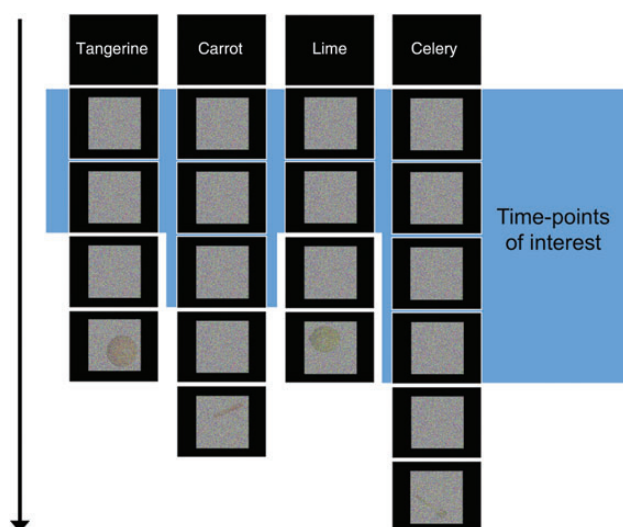 Tangerine
Carrot
Lime
Celery
Time-points
of interest